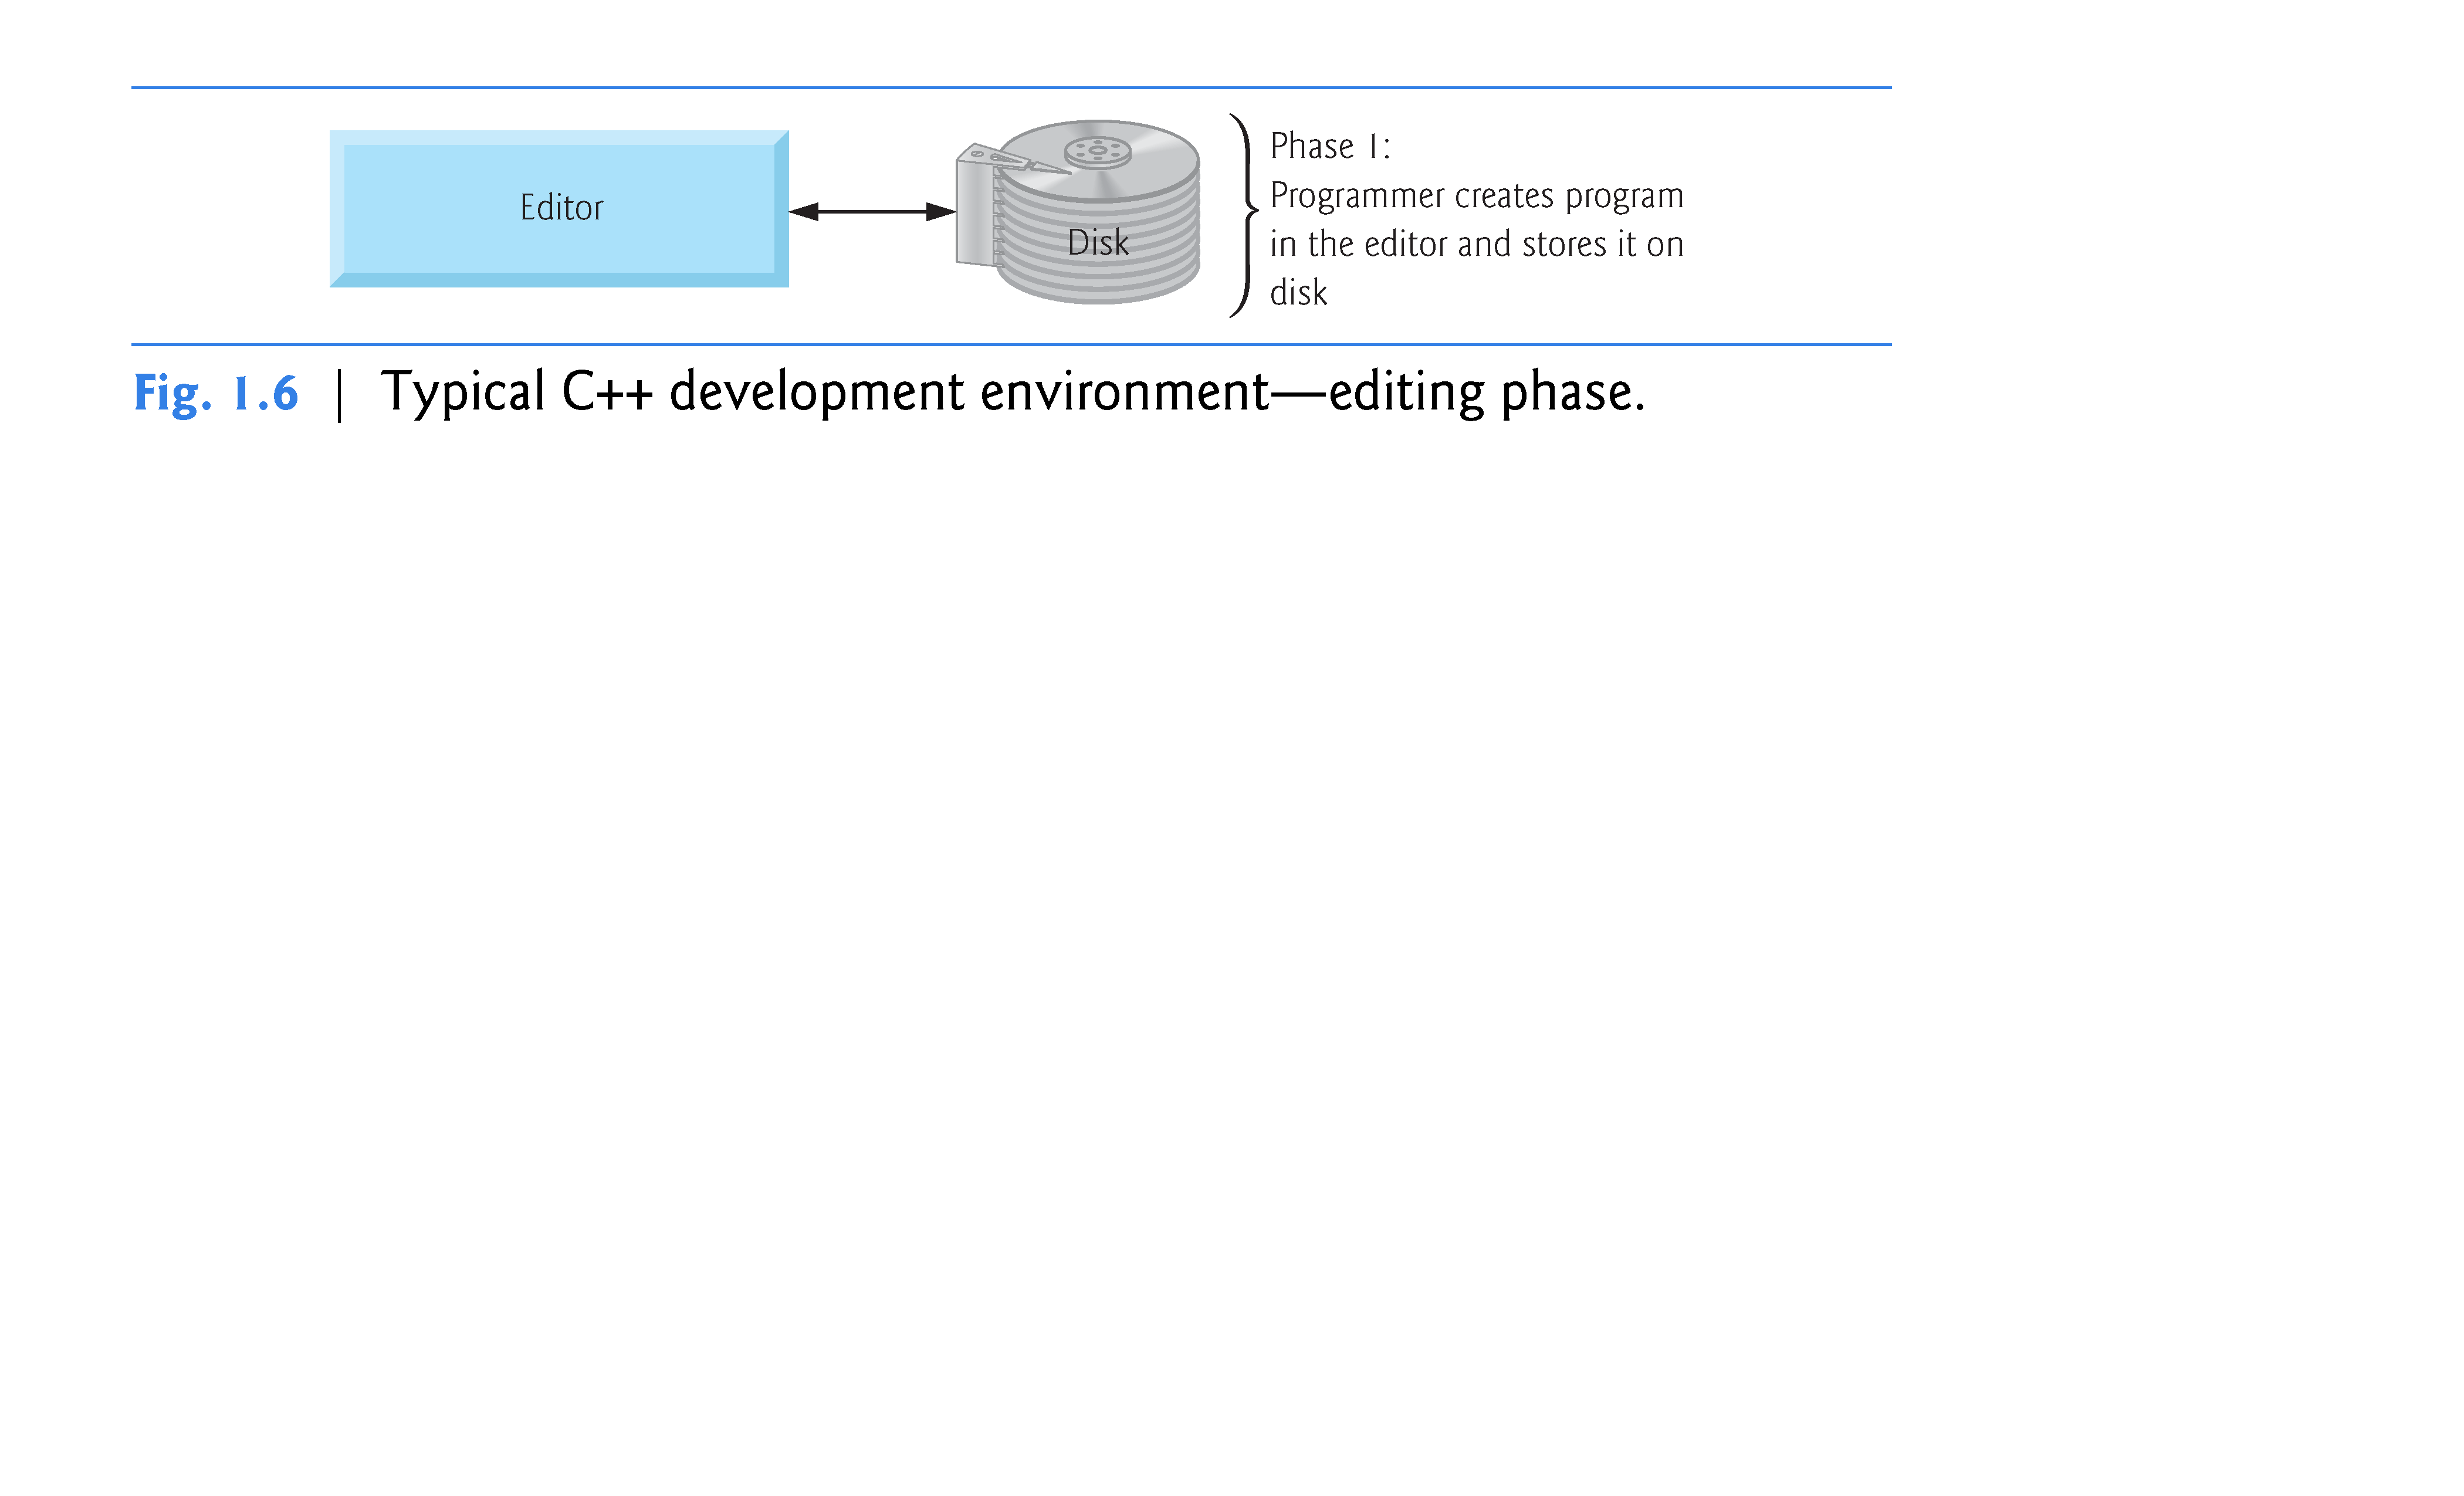 Editor
Disk
Phase 1:
Programmer creates program
in the editor and stores it on
disk
Fig. 1.6 | Typical C++ development environment—editing phase.